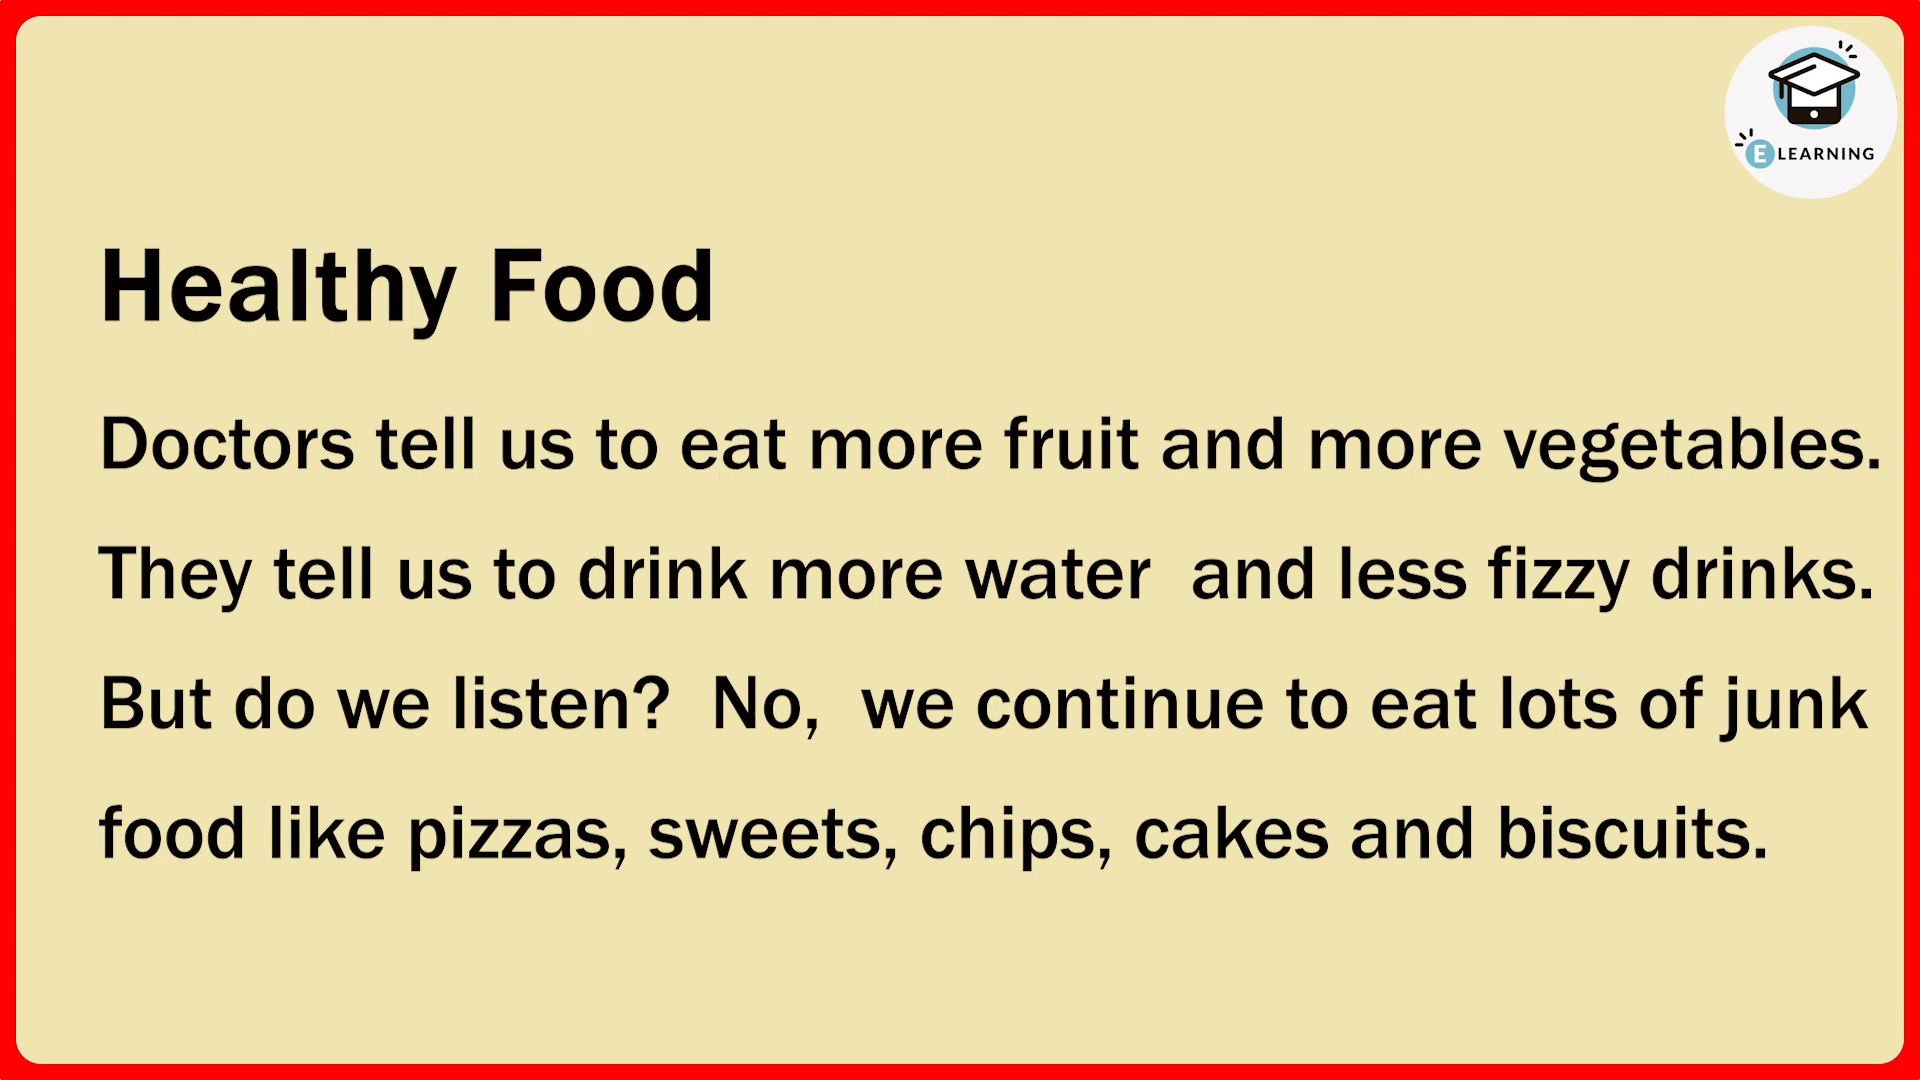 E LEARNING
Healthy Food
Doctors tell us to eat more fruit and more vegetables.
They tell us to drink more water  and less fizzy drinks.
But do we listen?  No,  we continue to eat lots of junk
food like pizzas, sweets, chips, cakes and biscuits.